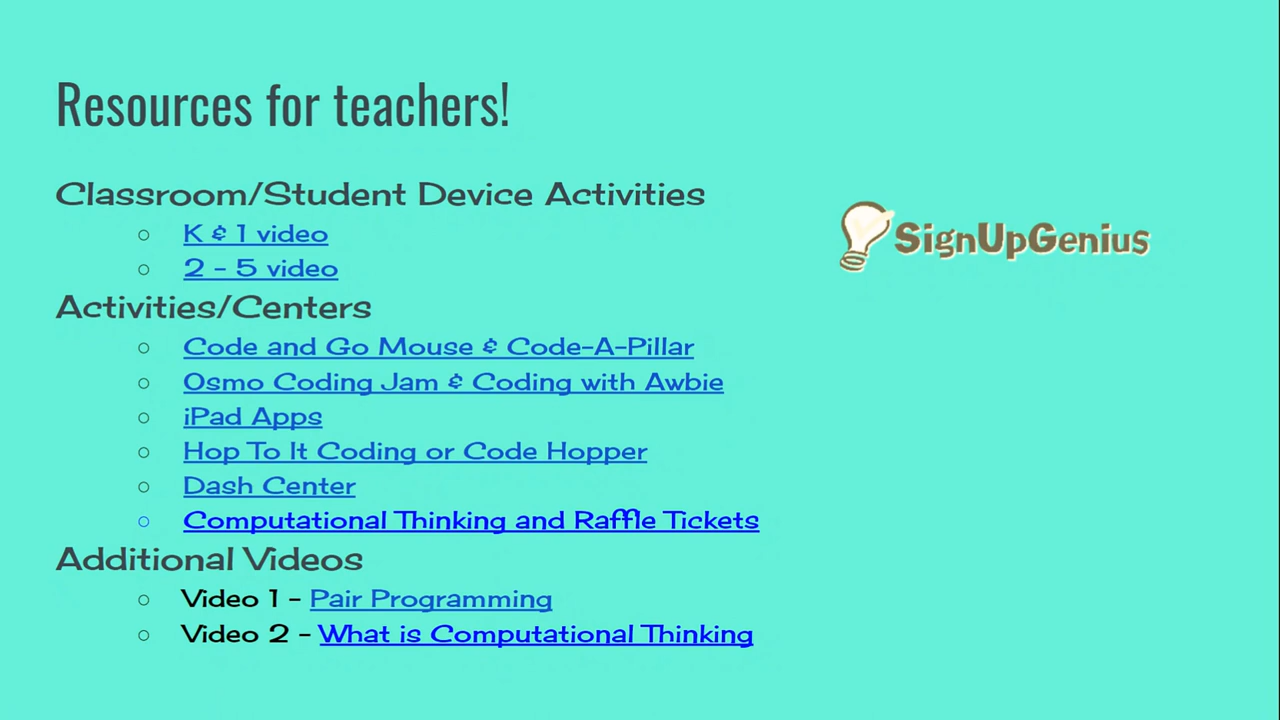 Resources for teachers!
Classroom/Student Device Activities
○ K & 1 video
○ 2 - 5 video
SignUpGenius
Activities/Centers
○ Code and Go Mouse & Code-A-Pillar
○ Osmo Coding Jam & Coding with Awbie
○ iPad Apps
○ Hop To It Coding or Code Hopper
○ Dash Center
○ Computational Thinking and Raffle Tickets
Additional Videos
○ Video 1 - Pair Programming
○ Video 2 - What is Computational Thinking